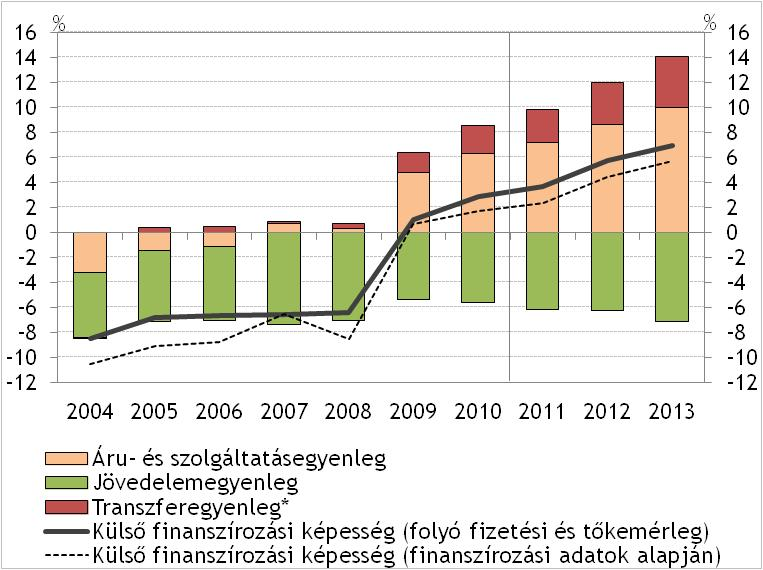 % %
16 16
14 14
12 12
10 10
8 8
6 6
4 4
2 2
0 0
-2 -2
-4 -4
-6 -6
-8 -8
-10 -10
-12 -12
2004 2005 2006 2007 2008 2009 2010 2011 2012 2013
Áru- és szolgáltatásegyenleg
Jövedelemegyenleg
Transzferegyenleg*
Külső finanszírozási képesség (folyó fizetési és tőkemérleg)
Külső finanszírozási képesség (finanszírozási adatok alapján)